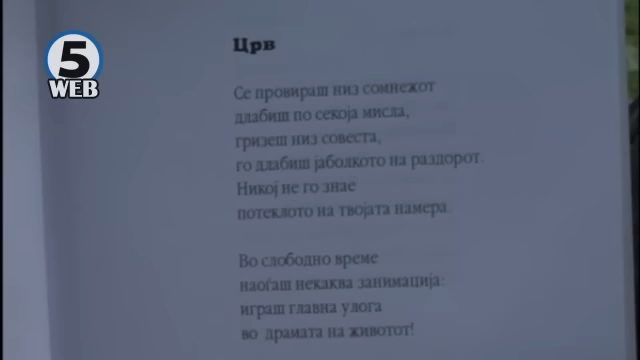 5
WEB
Црв
Се провираш низ сомнежот
длабиш по секоја мисла,
гризеш низ совеста,
го длабиш јаболкото на раздорот.
Никој не го знае
потеклото на твојата намера.
Во слободно време
наоѓаш некаква занимација:
играш главна улога
во драмата на животот!